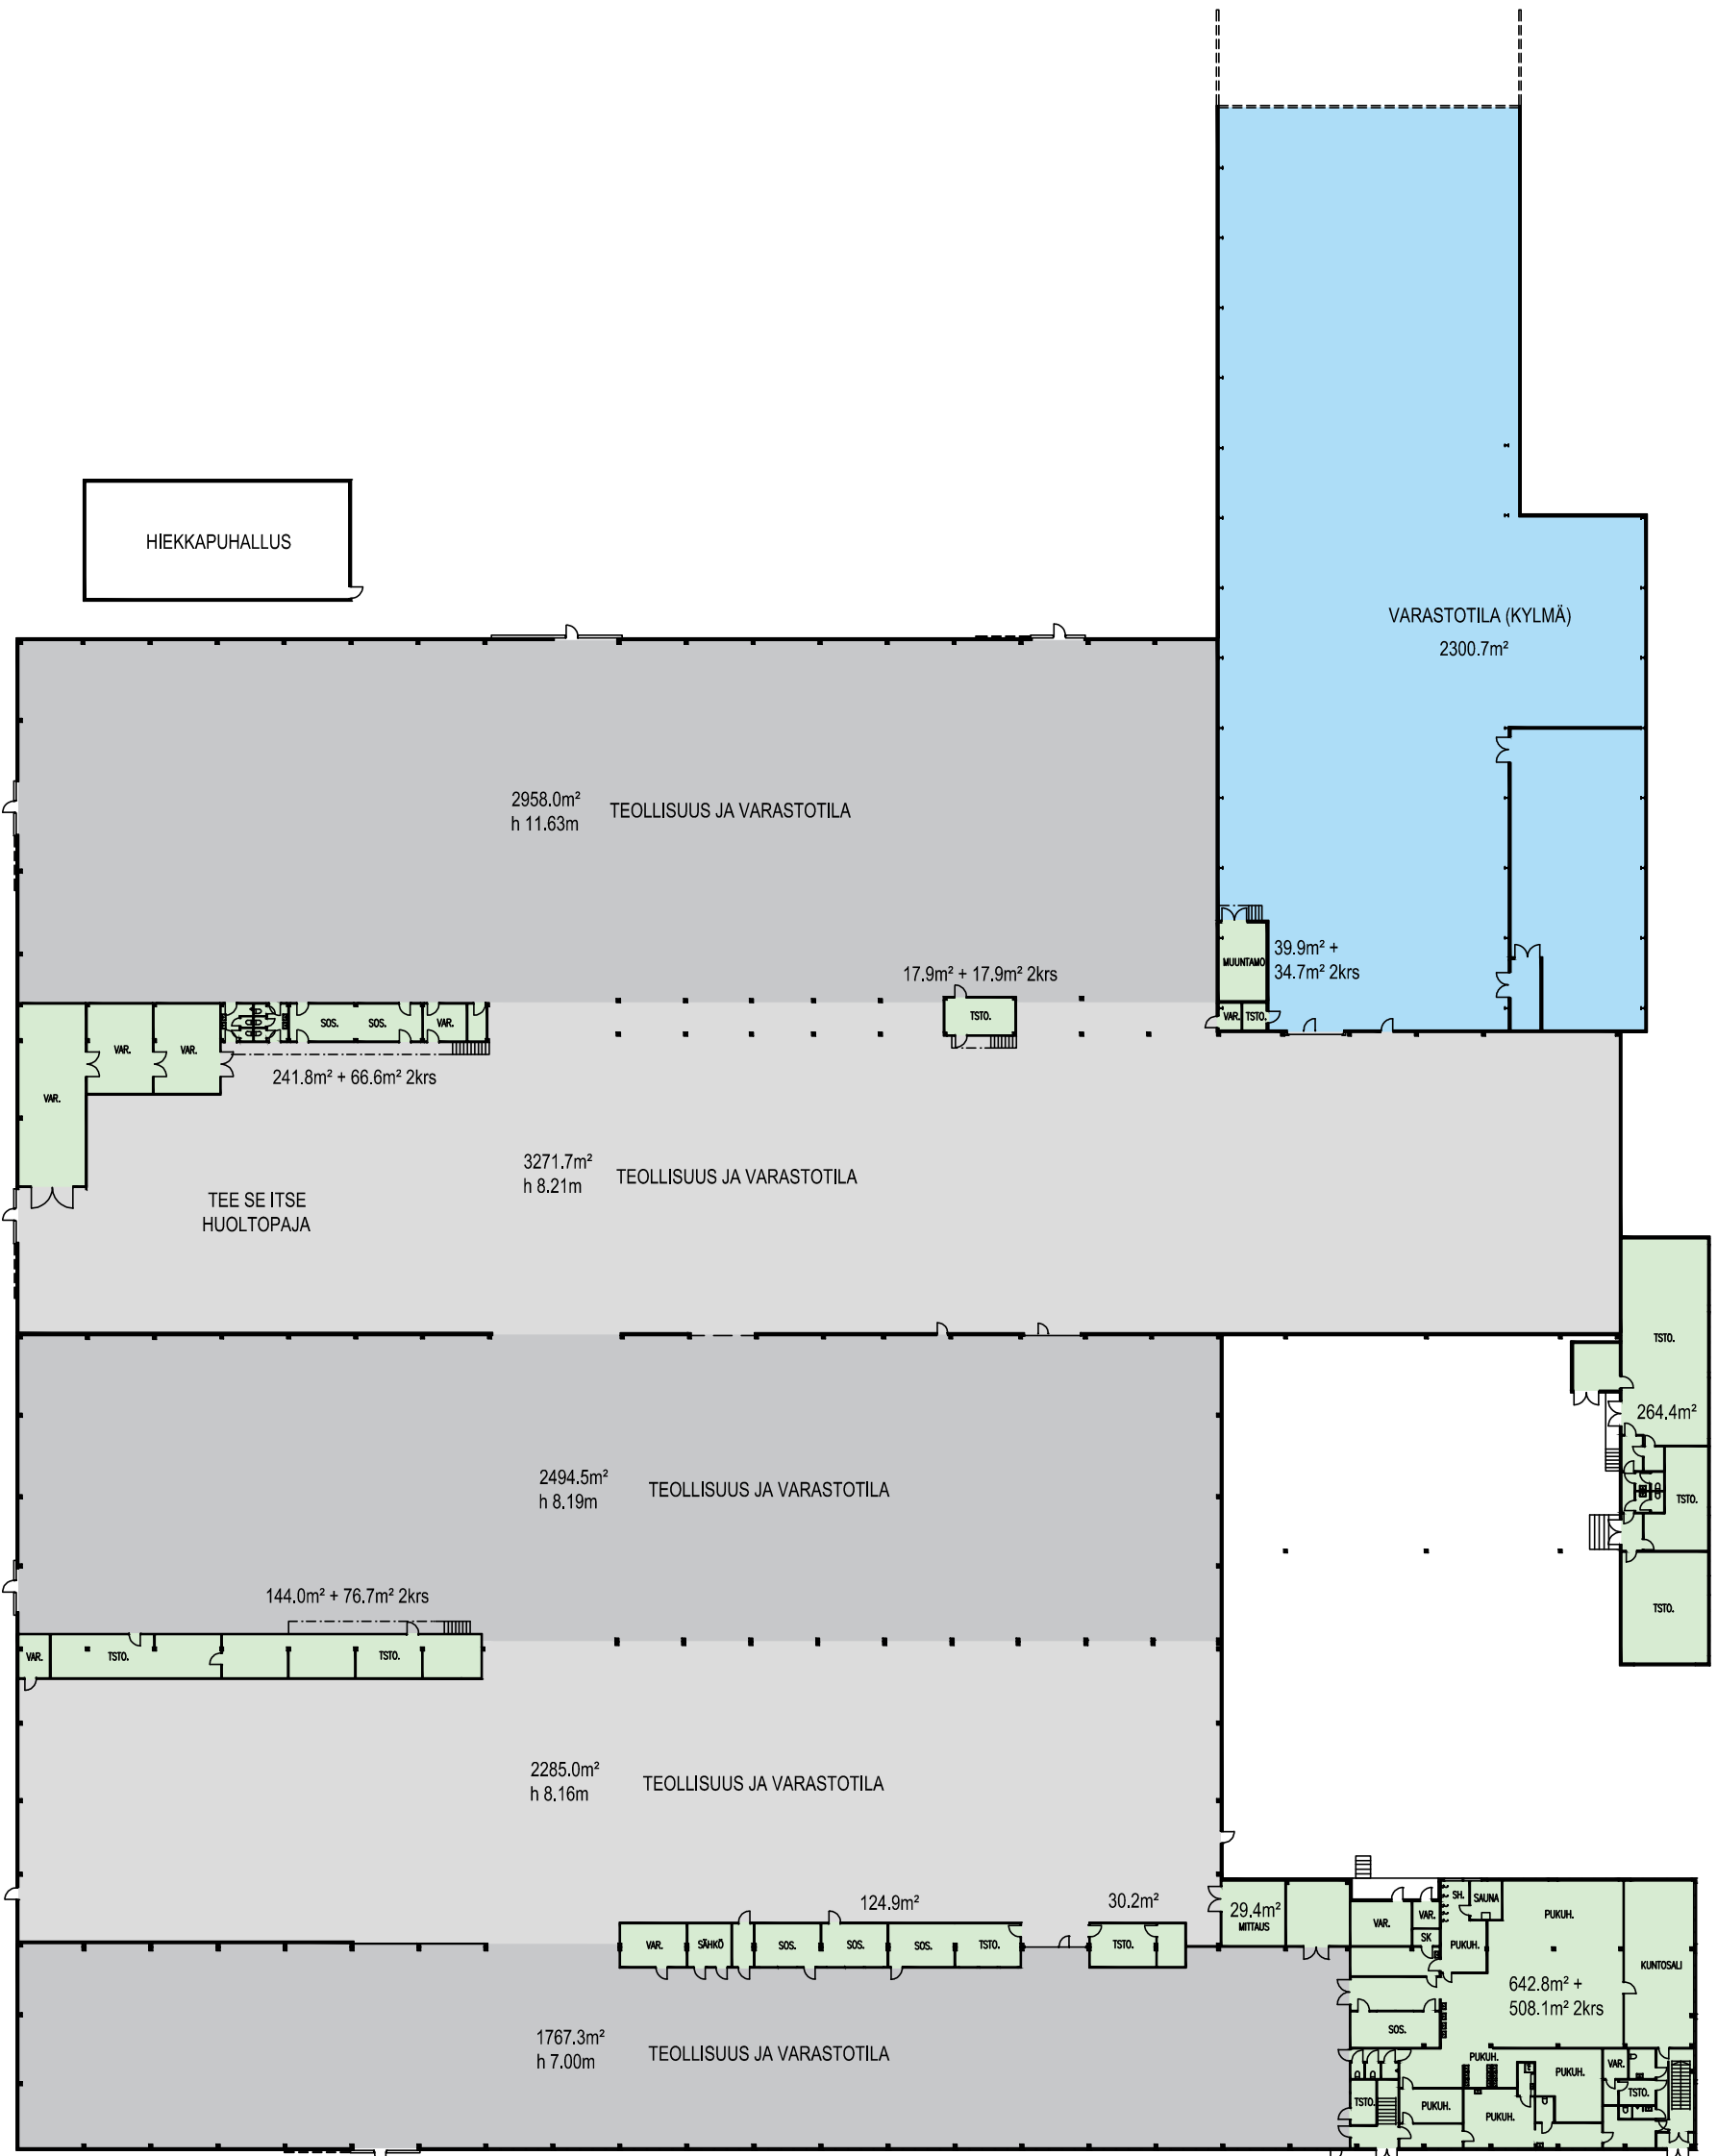 HIEKKAPUHALLUS
VARASTOTILA (KYLMÄ)
2300.7m²
2958.0m²
h 11.63m
TEOLLISUUS JA VARASTOTILA
17.9m² + 17.9m² 2krs
39.9m² +
34.7m² 2krs
MUUNTAMO
VAR.
TSTO.
TSTO.
SOS.
SOS.
VAR.
VAR.
VAR.
VAR.
241.8m² + 66.6m² 2krs
3271.7m²
h 8.21m
TEOLLISUUS JA VARASTOTILA
TEE SE ITSE
HUOLTOPAJA
TSTO.
264.4m²
TSTO.
TSTO.
2494.5m²
h 8.19m
TEOLLISUUS JA VARASTOTILA
144.0m² + 76.7m² 2krs
VAR.
TSTO.
TSTO.
2285.0m²
h 8.16m
TEOLLISUUS JA VARASTOTILA
124.9m²
30.2m²
29.4m²
MITTAUS
VAR.
SÄHKÖ
SOS.
SOS.
SOS.
TSTO.
TSTO.
VAR.
VAR.
SK
SH.
SAUNA
PUKUH.
PUKUH.
KUNTOSALI
642.8m² +
508.1m² 2krs
SOS.
1767.3m²
h 7.00m
TEOLLISUUS JA VARASTOTILA
PUKUH.
PUKUH.
VAR.
TSTO.
TSTO.
PUKUH.
PUKUH.